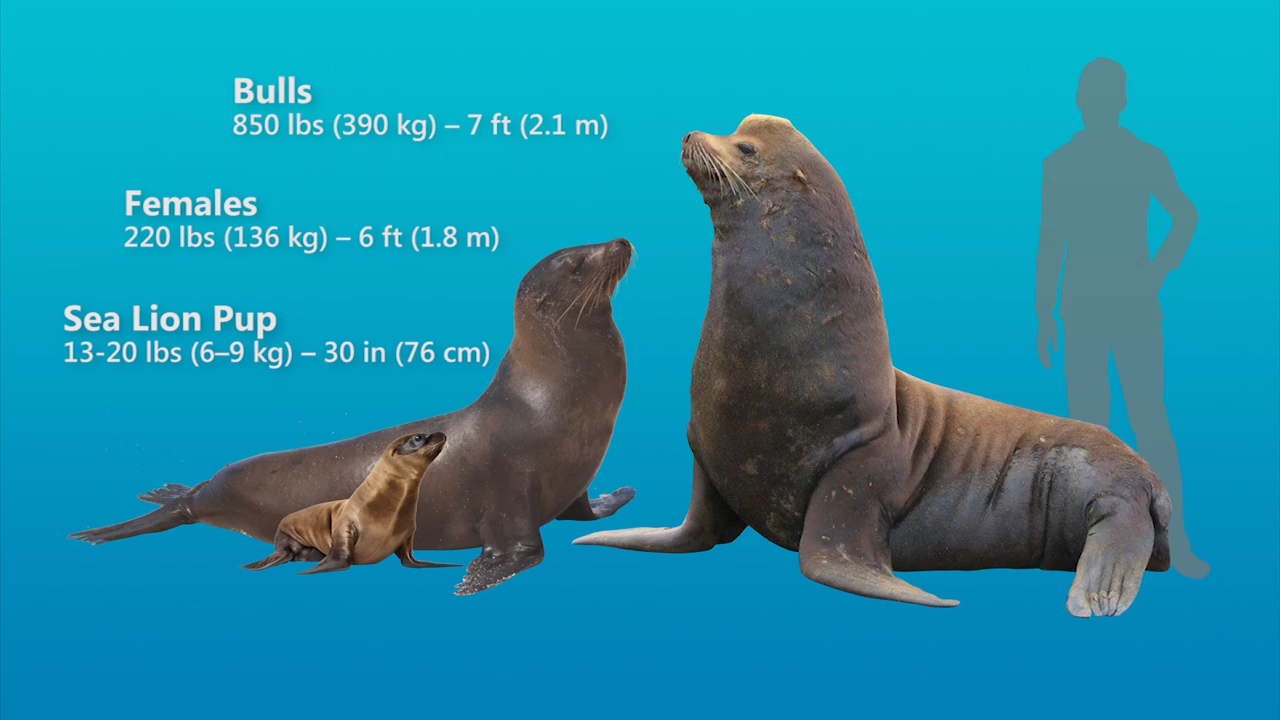 Bulls
850 lbs (390 kg) – 7 ft (2.1 m)
Females
220 lbs (136 kg) – 6 ft (1.8 m)
Sea Lion Pup
13-20 lbs (6–9 kg) – 30 in (76 cm)